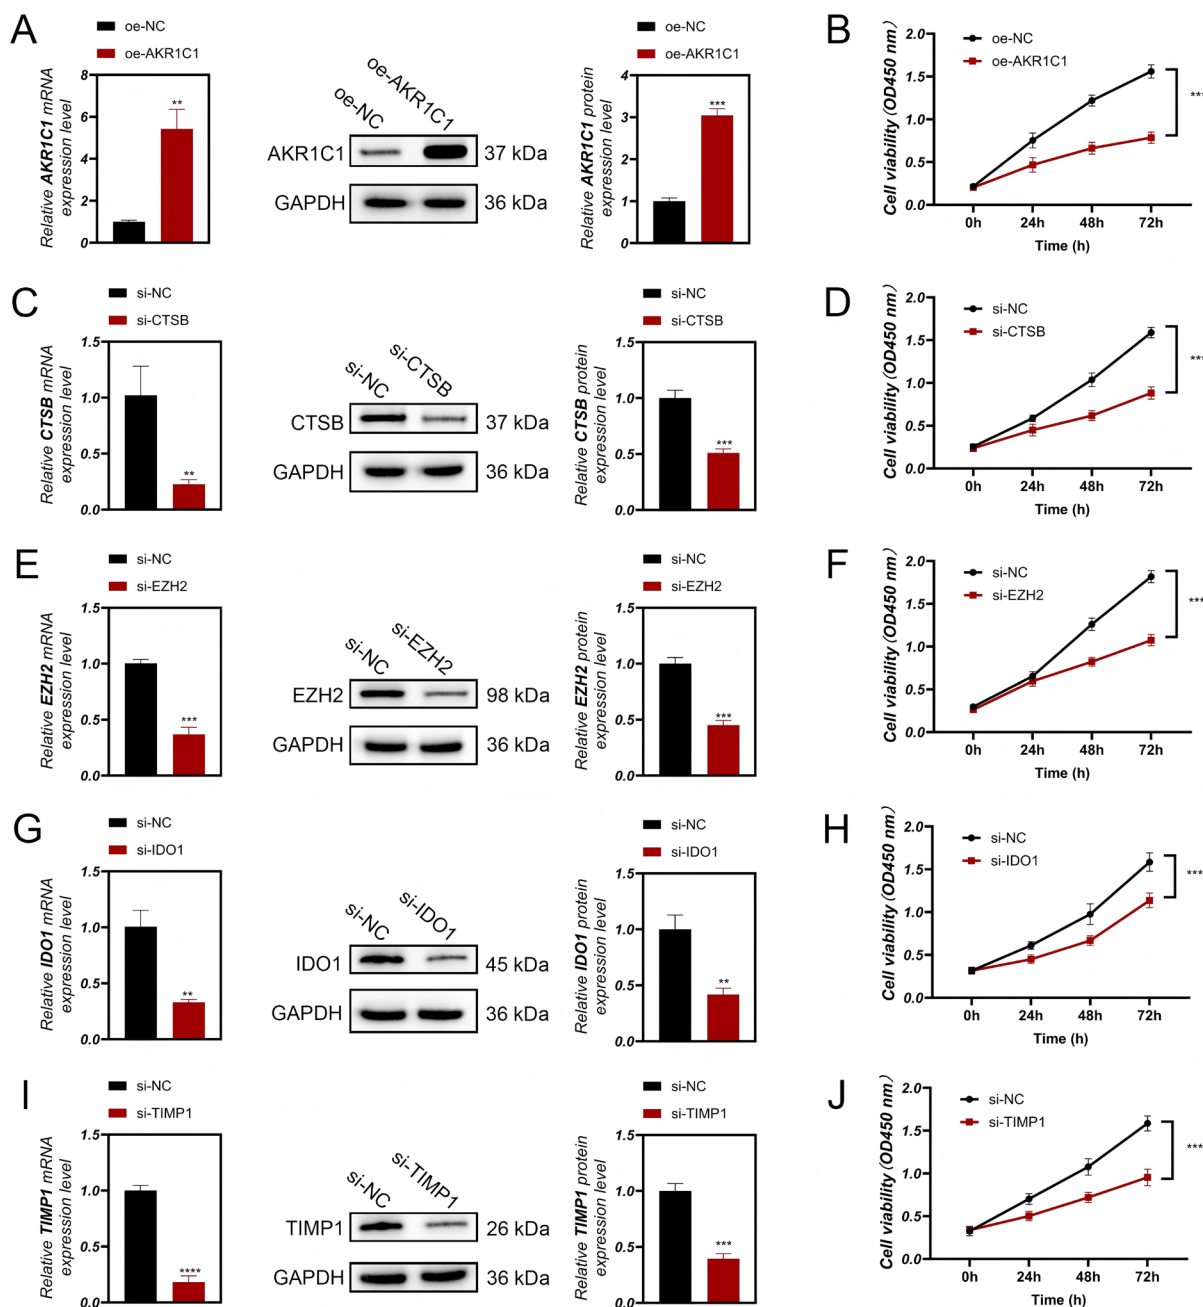 A
oe-NC
oe-AKR1C1
Relative AKR1C1 mRNA
expression level
8
6
4
2
0
**
oe-NC
oe-AKR1C1
AKR1C1
37 kDa
GAPDH
36 kDa
oe-NC
oe-AKR1C1
Relative AKR1C1 protein
expression level
4
3
2
1
0
***
B
oe-NC
oe-AKR1C1
Cell viability (OD450 nm)
2.0
1.5
1.0
0.5
0.0
0h 24h 48h 72h
Time (h)
C
si-NC
si-CTSB
Relative CTSB mRNA
expression level
1.5
1.0
0.5
0.0
**
si-NC
si-CTSB
CTSB
37 kDa
GAPDH
36 kDa
si-NC
si-CTSB
Relative CTSB protein
expression level
1.5
1.0
0.5
0.0
***
D
si-NC
si-CTSB
Cell viability (OD450 nm)
2.0
1.5
1.0
0.5
0.0
0h 24h 48h 72h
Time (h)
E
si-NC
si-EZH2
Relative EZH2 mRNA
expression level
1.5
1.0
0.5
0.0
***
si-NC
si-EZH2
EZH2
98 kDa
GAPDH
36 kDa
si-NC
si-EZH2
Relative EZH2 protein
expression level
1.5
1.0
0.5
0.0
***
F
si-NC
si-EZH2
Cell viability (OD450 nm)
2.0
1.5
1.0
0.5
0.0
0h 24h 48h 72h
Time (h)
G
si-NC
si-IDO1
Relative IDO1 mRNA
expression level
1.5
1.0
0.5
0.0
**
si-NC
si-IDO1
IDO1
45 kDa
GAPDH
36 kDa
si-NC
si-IDO1
Relative IDO1 protein
expression level
1.5
1.0
0.5
0.0
**
H
si-NC
si-IDO1
Cell viability (OD450 nm)
2.0
1.5
1.0
0.5
0.0
0h 24h 48h 72h
Time (h)
I
si-NC
si-TIMP1
Relative TIMP1 mRNA
expression level
1.5
1.0
0.5
0.0
****
si-NC
si-TIMP1
TIMP1
26 kDa
GAPDH
36 kDa
si-NC
si-TIMP1
Relative TIMP1 protein
expression level
1.5
1.0
0.5
0.0
***
J
si-NC
si-TIMP1
Cell viability (OD450 nm)
2.0
1.5
1.0
0.5
0.0
0h 24h 48h 72h
Time (h)